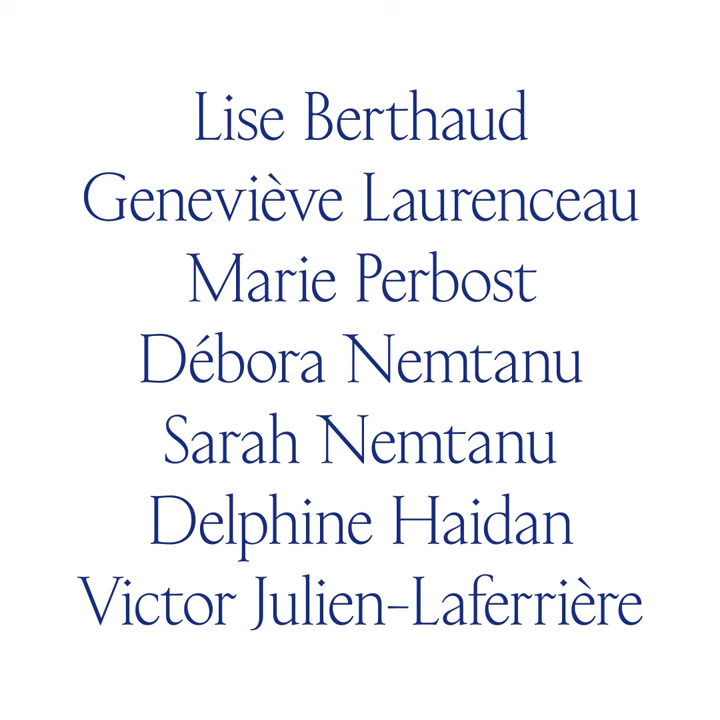 Lise Berthaud
Geneviève Laurenceau
Marie Perbost
Débora Nemtanu
Sarah Nemtanu
Delphine Haidan
Victor Julien-Laferrière